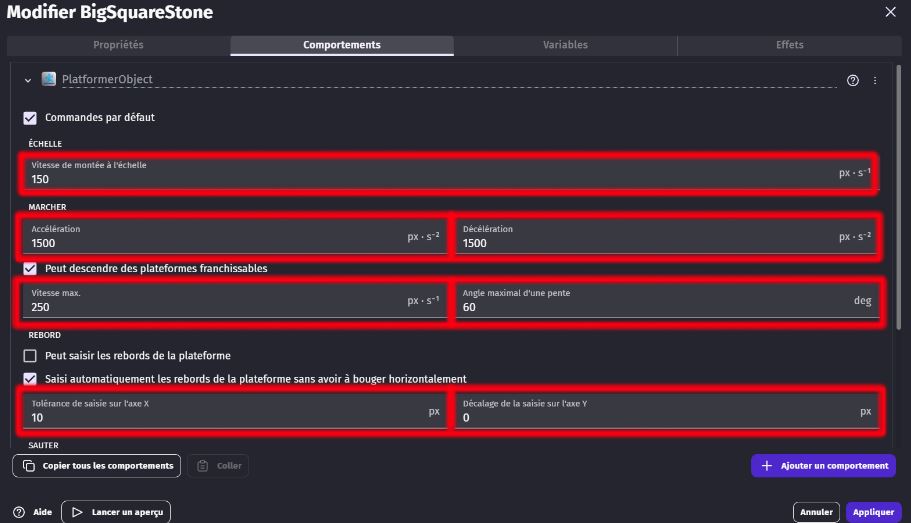 Modifier BigSquareStone
Propriétés
Comportements
Variables
Effets
PlatformerObject
Commandes par défaut
ÉCHELLE
Vitesse de montée à l'échelle
150
px · s⁻¹
MARCHER
Accélération
1500
px · s⁻²
Décélération
1500
px · s⁻²
Peut descendre des plateformes franchissables
Vitesse max.
250
px · s⁻¹
Angle maximal d'une pente
60
deg
REBORD
Peut saisir les rebords de la plateforme
Saisi automatiquement les rebords de la plateforme sans avoir à bouger horizontalement
Tolérance de saisie sur l'axe X
10
px
Décalage de la saisie sur l'axe Y
0
px
SAUTER
Copier tous les comportements
Coller
Ajouter un comportement
Aide
Lancer un aperçu
Annuler
Appliquer